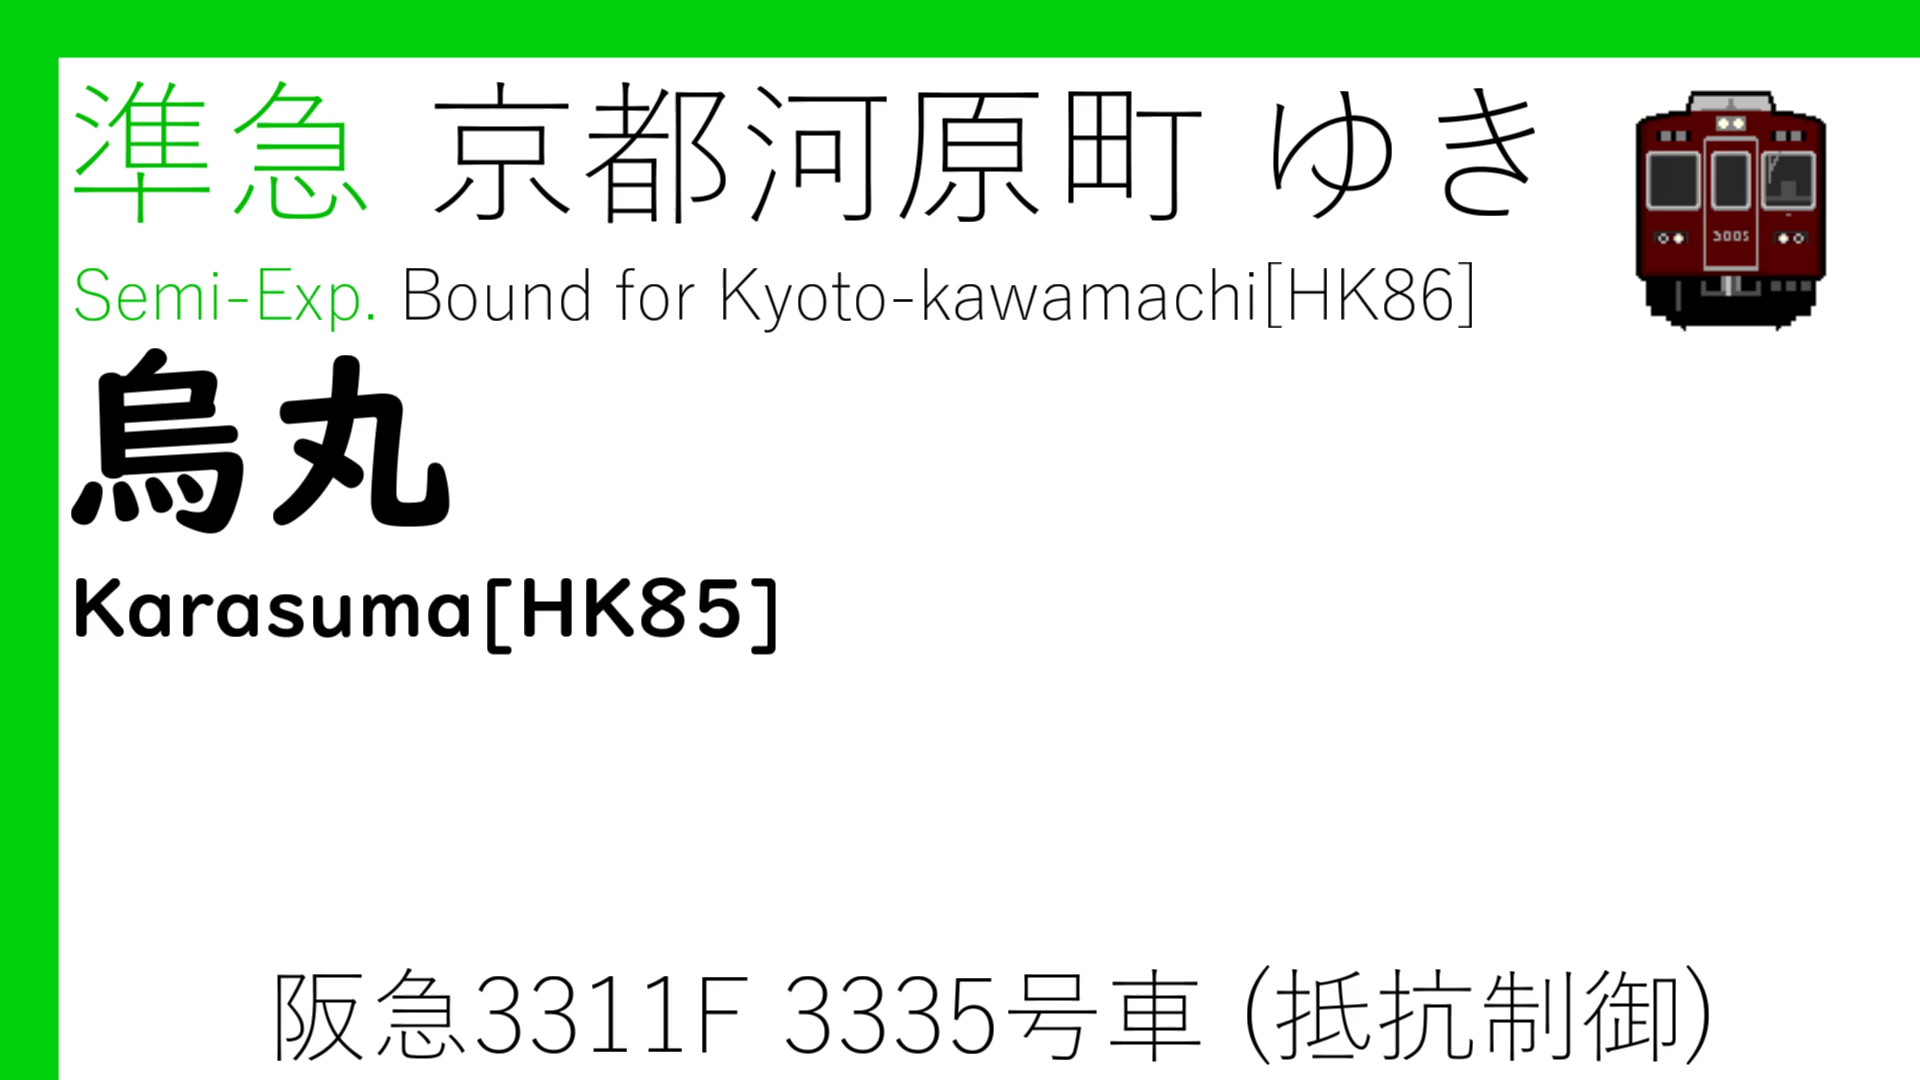 準急 京都河原町 ゆき
Semi-Exp. Bound for Kyoto-kawamachi[HK86]
3005
烏丸
Karasuma[HK85]
阪急3311F 3335号車 (抵抗制御)